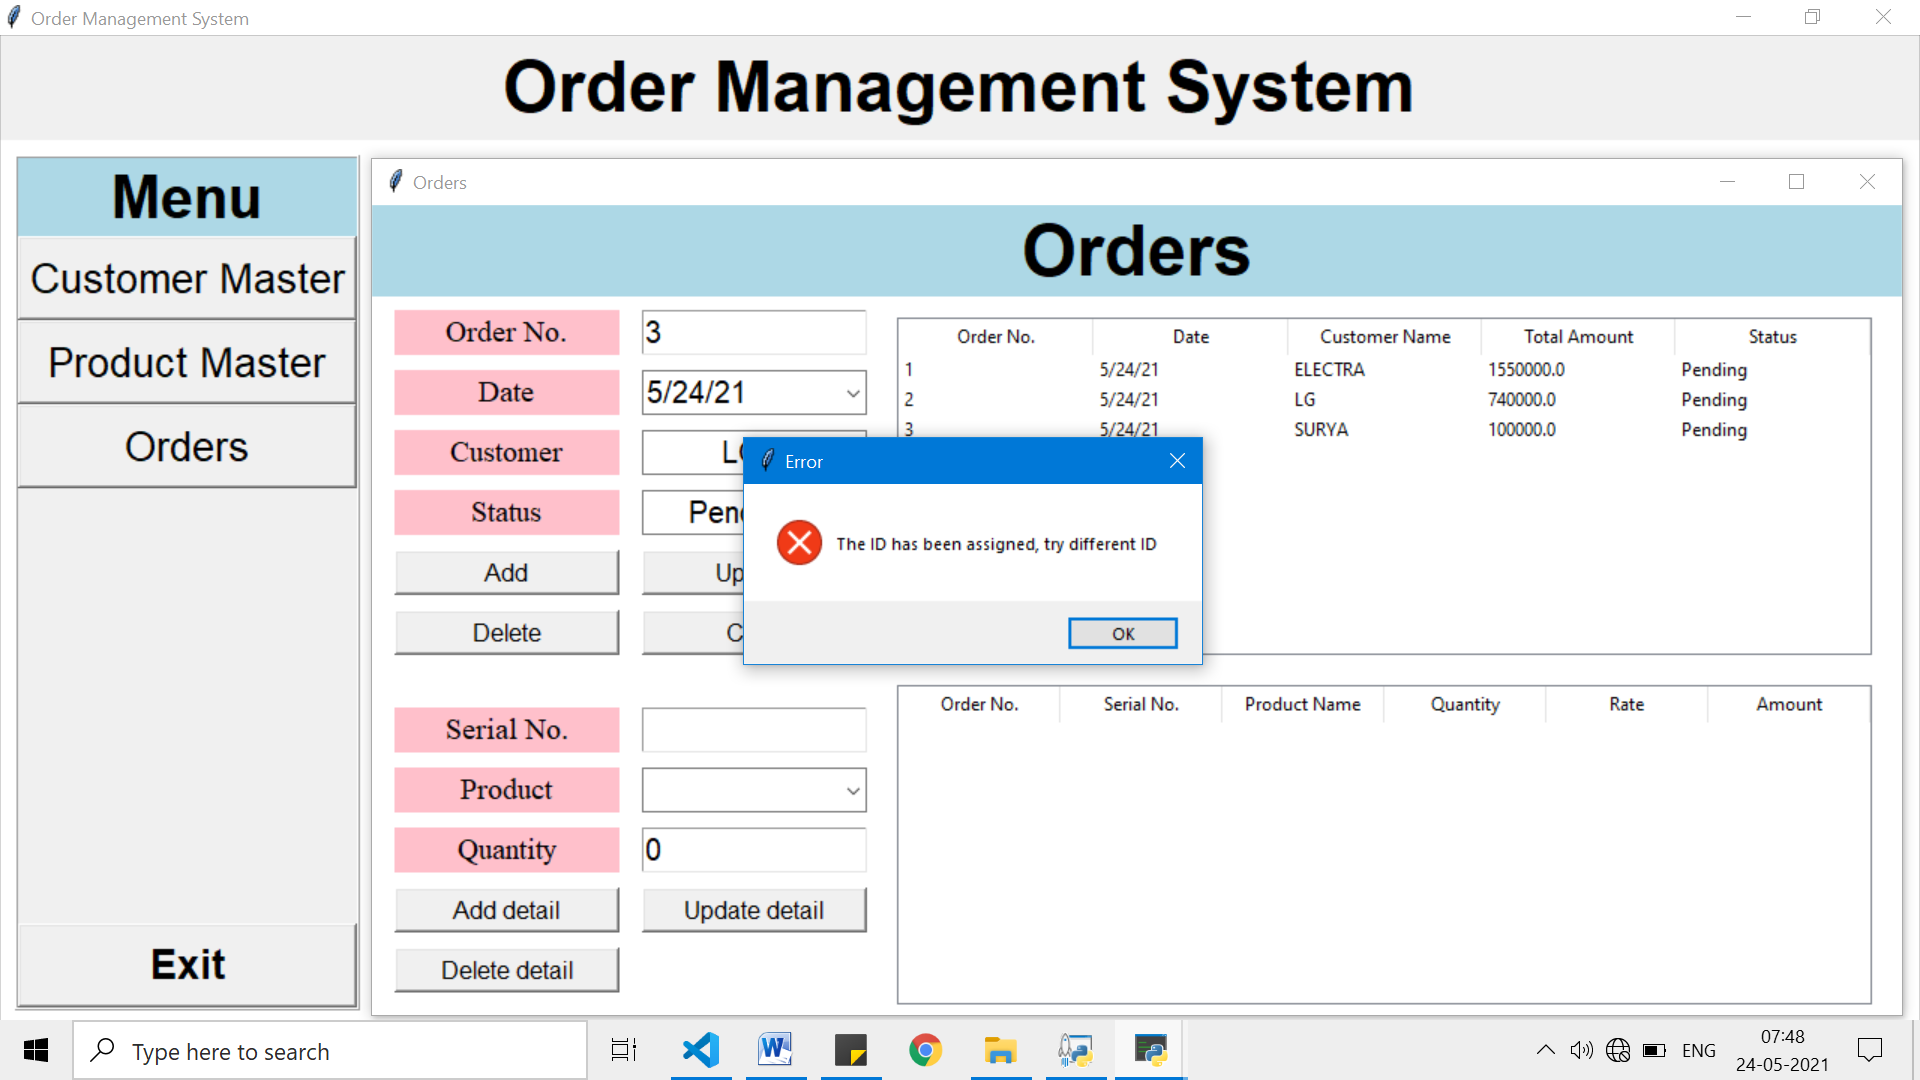 Order Management System
Order Management System
Menu
Customer Master
Product Master
Orders
Exit
Orders
Orders
Order No.
3
Date
5/24/21
Customer
Status
Add
Delete
Order No. Date Customer Name Total Amount Status
1 5/24/21 ELECTRA 1550000.0 Pending
2 5/24/21 LG 740000.0 Pending
3 5/24/21 SURYA 100000.0 Pending
Error
The ID has been assigned, try different ID
OK
Serial No.
Product
Quantity
0
Add detail Update detail
Delete detail
Order No. Serial No. Product Name Quantity Rate Amount
Type here to search
ENG
07:48
24-05-2021